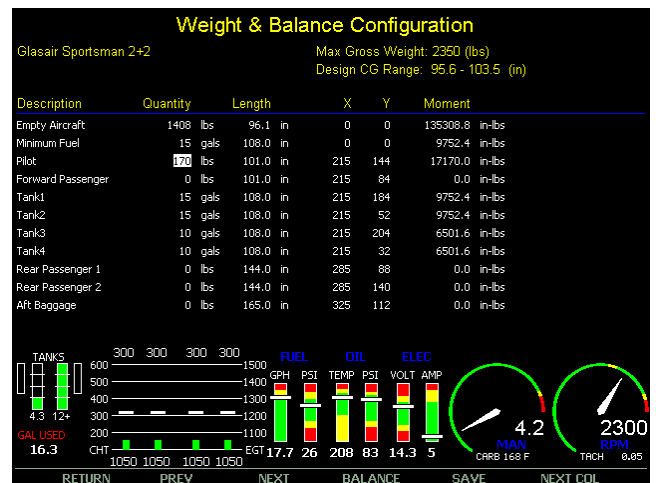 Weight & Balance Configuration
Glasair Sportsman 2+2 Max Gross Weight: 2350 (lbs)
Design CG Range: 95.6 - 103.5 (in)
Description Quantity Length X Y Moment
Empty Aircraft 1408 lbs 96.1 in 0 0 135308.8 in-lbs
Minimum Fuel 15 gals 108.0 in 0 0 9752.4 in-lbs
Pilot 170 lbs 101.0 in 215 144 17170.0 in-lbs
Forward Passenger 0 lbs 101.0 in 215 84 0.0 in-lbs
Tank1 15 gals 108.0 in 215 184 9752.4 in-lbs
Tank2 15 gals 108.0 in 215 52 9752.4 in-lbs
Tank3 10 gals 108.0 in 215 204 6501.6 in-lbs
Tank4 10 gals 108.0 in 215 32 6501.6 in-lbs
Rear Passenger 1 0 lbs 144.0 in 285 88 0.0 in-lbs
Rear Passenger 2 0 lbs 144.0 in 285 140 0.0 in-lbs
Aft Baggage 0 lbs 165.0 in 325 112 0.0 in-lbs
TANKS 300 300 300 300 FUEL OIL ELEC
600 1500 GPH PSI TEMP PSI VOLT AMP
500 1400
400 1300
4.3 12+ 300 1200
GAL USED 200 1100
16.3 CHT EGT 17.7 26 208 83 14.3 5
1050 1050 1050 1050
4.2 2300
MAN RPM
CARB 168 F TACH 0.05
RETURN PREV NEXT BALANCE SAVE NEXT COL